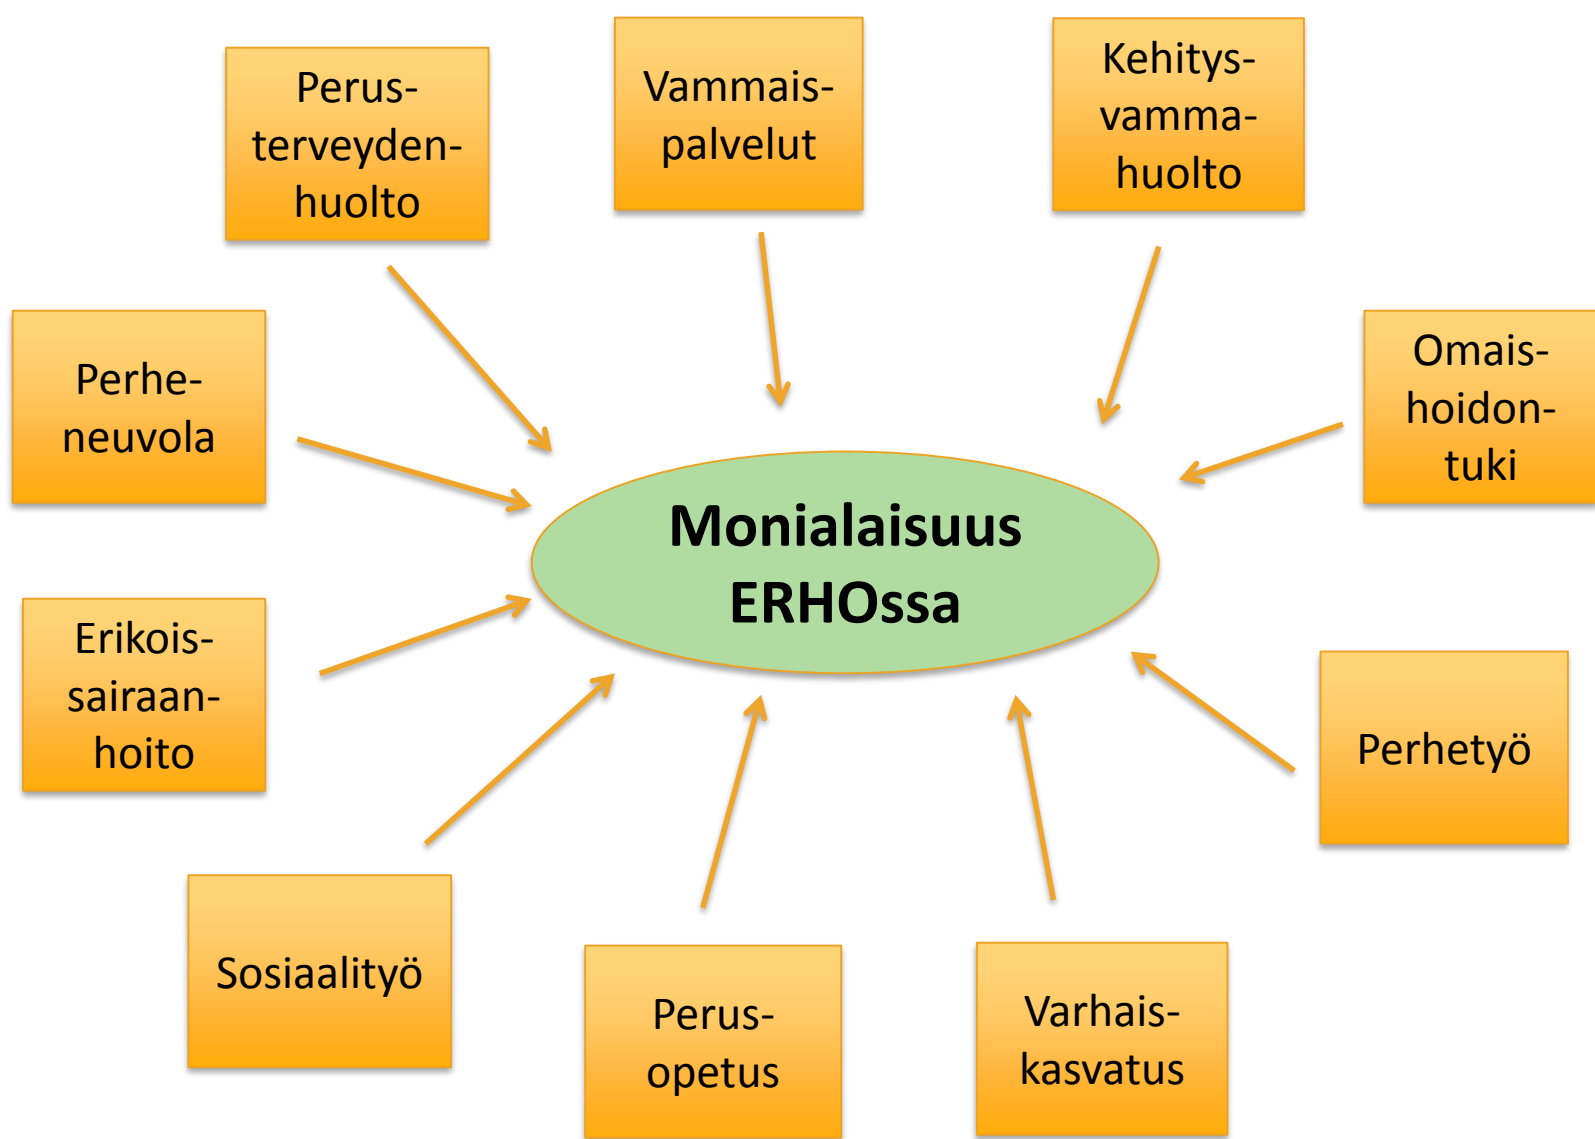 Perus-
terveyden-
huolto
Vammais-
palvelut
Kehitys-
vamma-
huolto
Perhe-
neuvola
Omais-
hoidon-
tuki
Monialaisuus
ERHOssa
Erikois-
sairaan-
hoito
Perhetyö
Sosiaalityö
Perus-
opetus
Varhais-
kasvatus